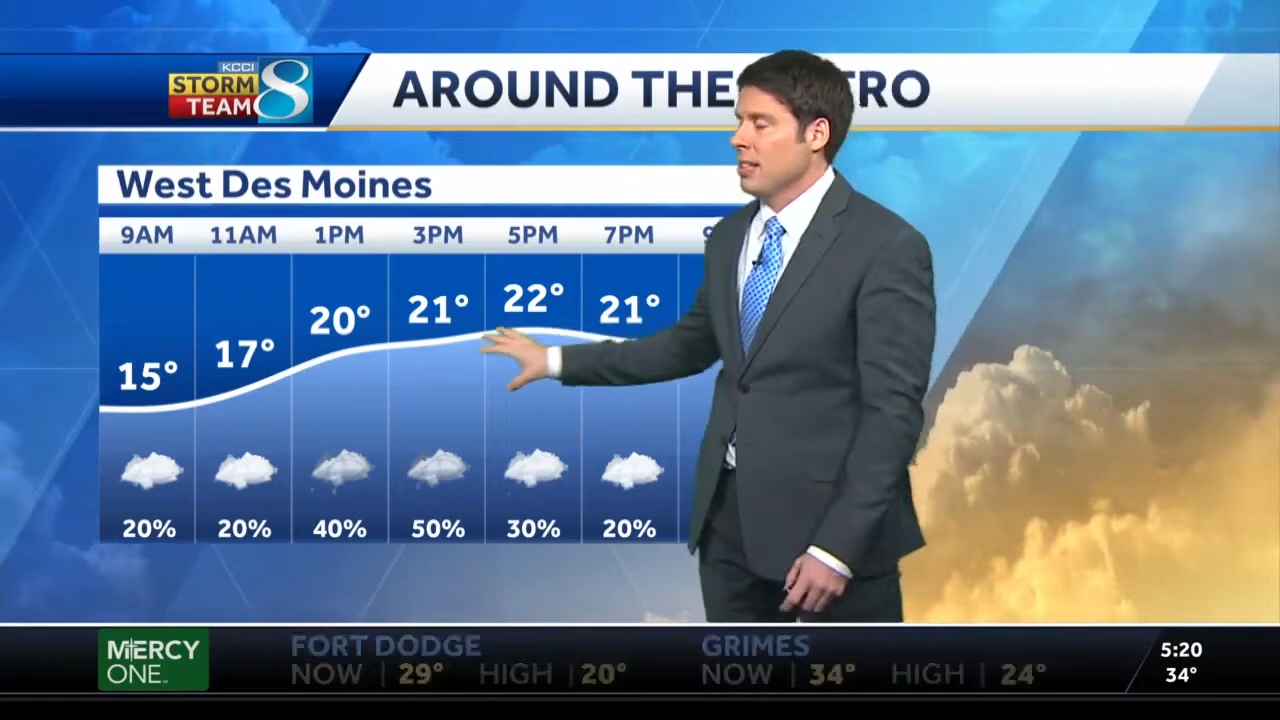 KCCI
STORM
TEAM 8
AROUND THE
West Des Moines
9AM 11AM 1PM 3PM 5PM 7PM
15° 17° 20° 21° 22° 21°
20% 20% 40% 50% 30% 20%
MERCY
ONE
FORT DODGE
NOW | 29° HIGH | 20°
GRIMES
NOW | 34° HIGH | 24°
5:20
34°